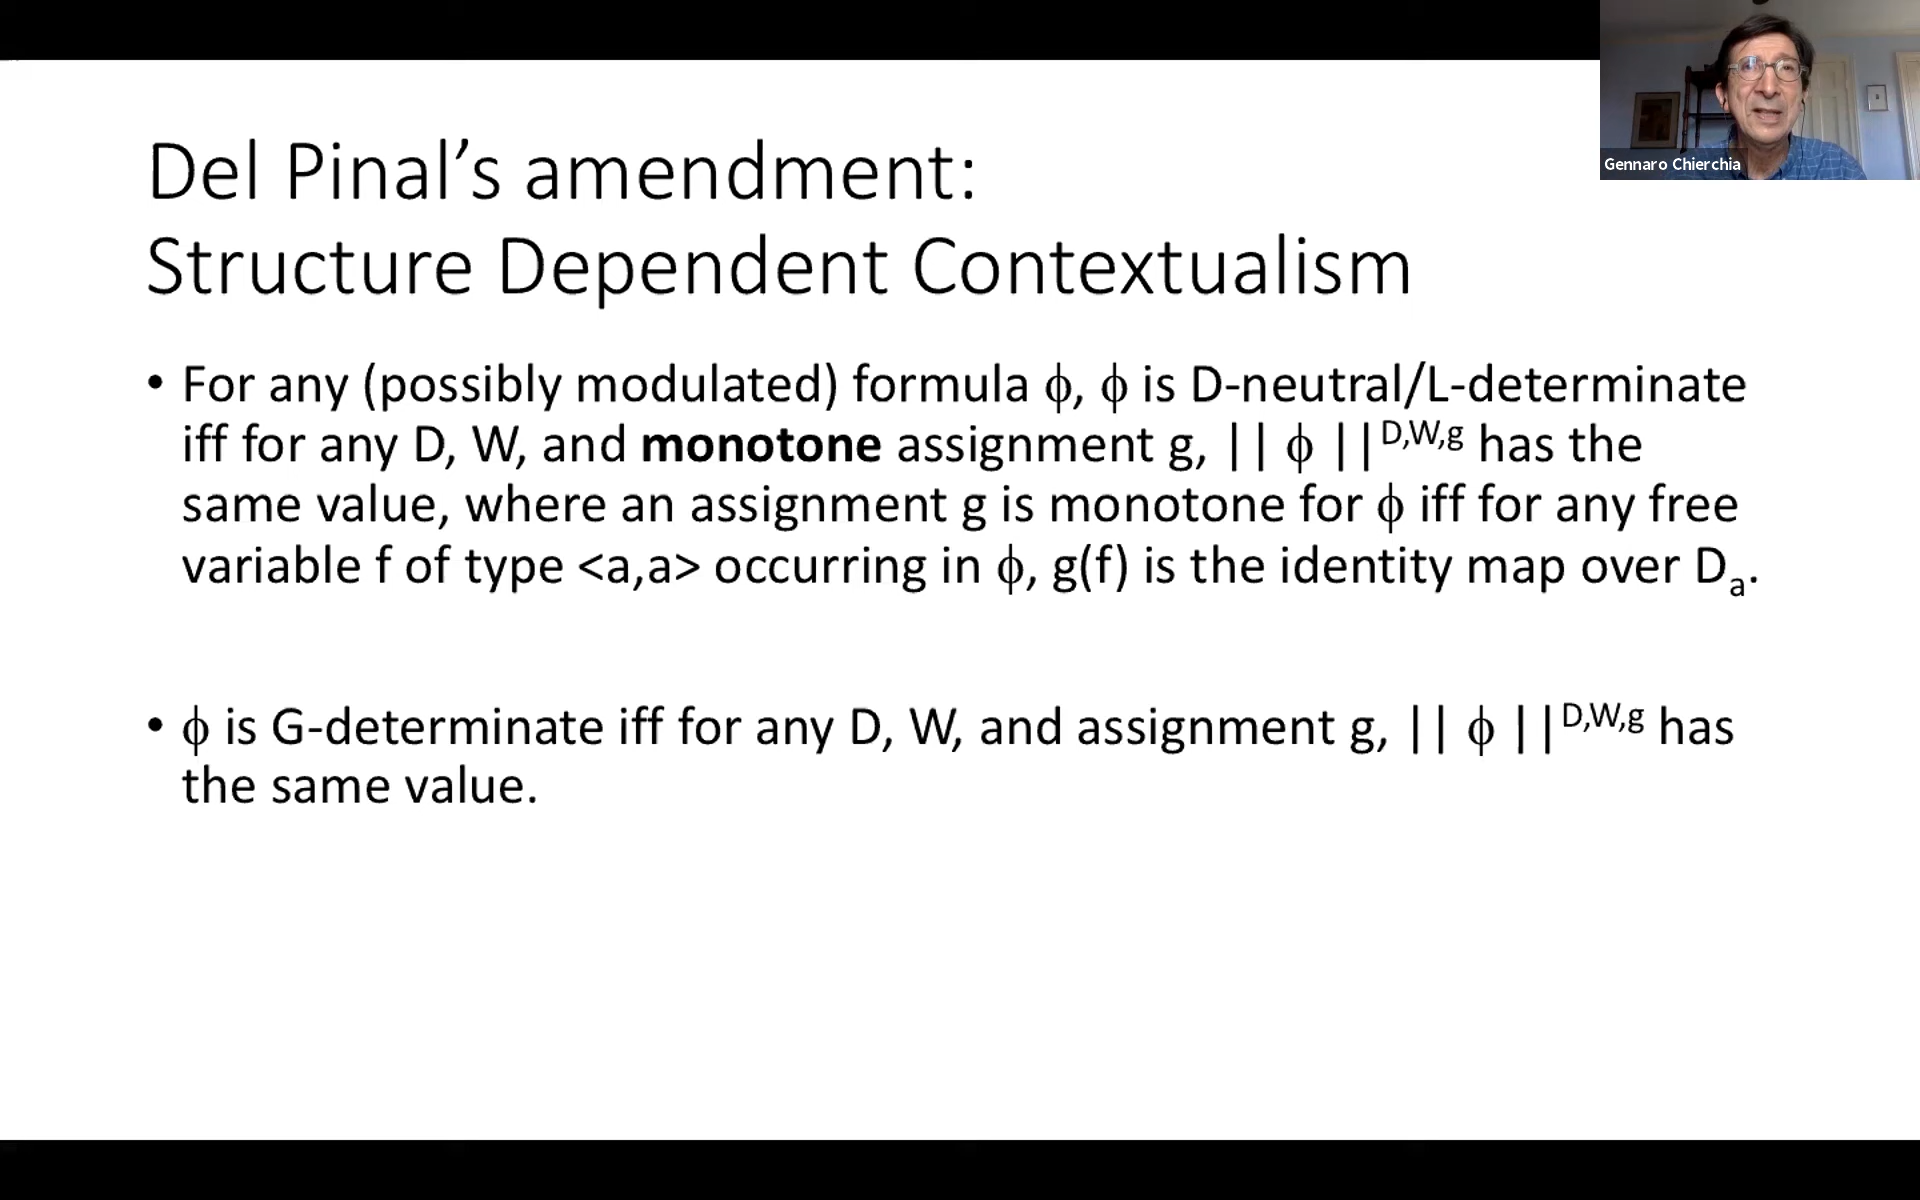 Gennaro Chierchia
Del Pinal’s amendment:
Structure Dependent Contextualism
• For any (possibly modulated) formula ϕ, ϕ is D-neutral/L-determinate
iff for any D, W, and monotone assignment g, || ϕ ||D,W,g has the
same value, where an assignment g is monotone for ϕ iff for any free
variable f of type <a,a> occurring in ϕ, g(f) is the identity map over Da.
• ϕ is G-determinate iff for any D, W, and assignment g, || ϕ ||D,W,g has
the same value.